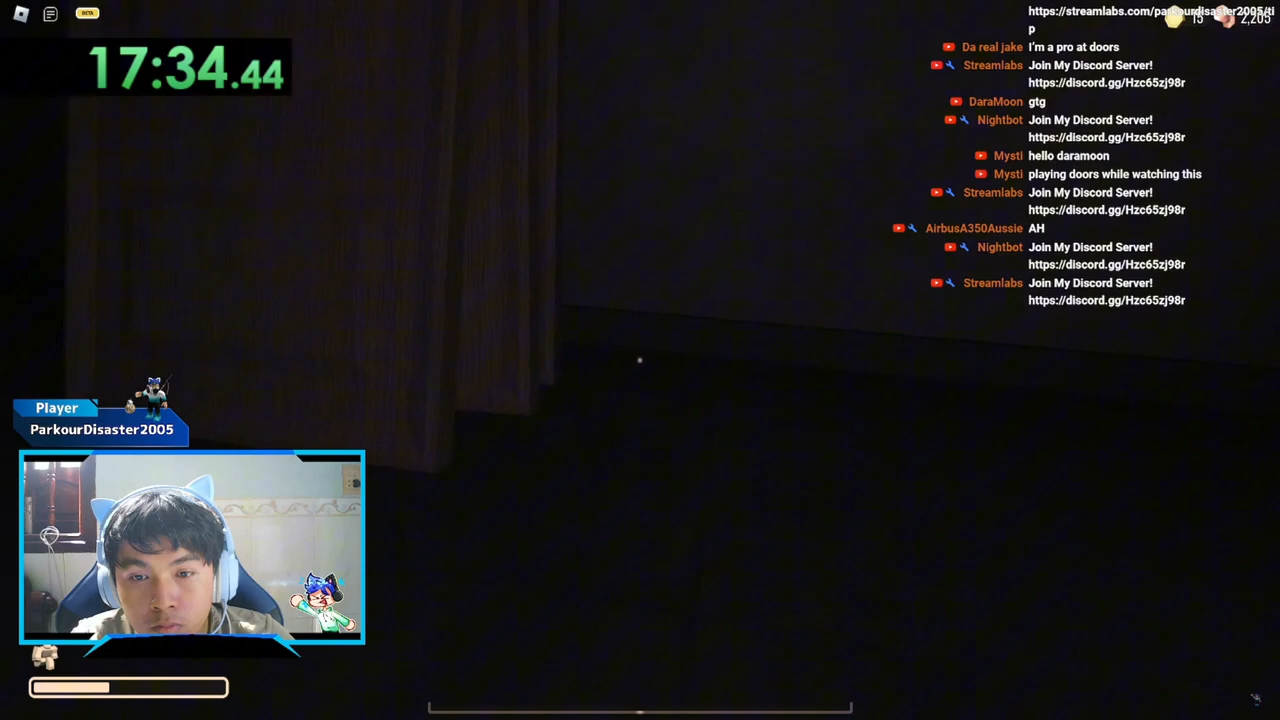 BETA
17:34.44
https://streamlabs.com/parkourdisaster2005/ti
p
15
2,205
Da real jake I'm a pro at doors
Streamlabs Join My Discord Server!
https://discord.gg/Hzc65zj98r
DaraMoon gtg
Nightbot Join My Discord Server!
https://discord.gg/Hzc65zj98r
Mysti hello daramoon
Mysti playing doors while watching this
Streamlabs Join My Discord Server!
https://discord.gg/Hzc65zj98r
AirbusA350Aussie AH
Nightbot Join My Discord Server!
https://discord.gg/Hzc65zj98r
Streamlabs Join My Discord Server!
https://discord.gg/Hzc65zj98r
Player
ParkourDisaster2005